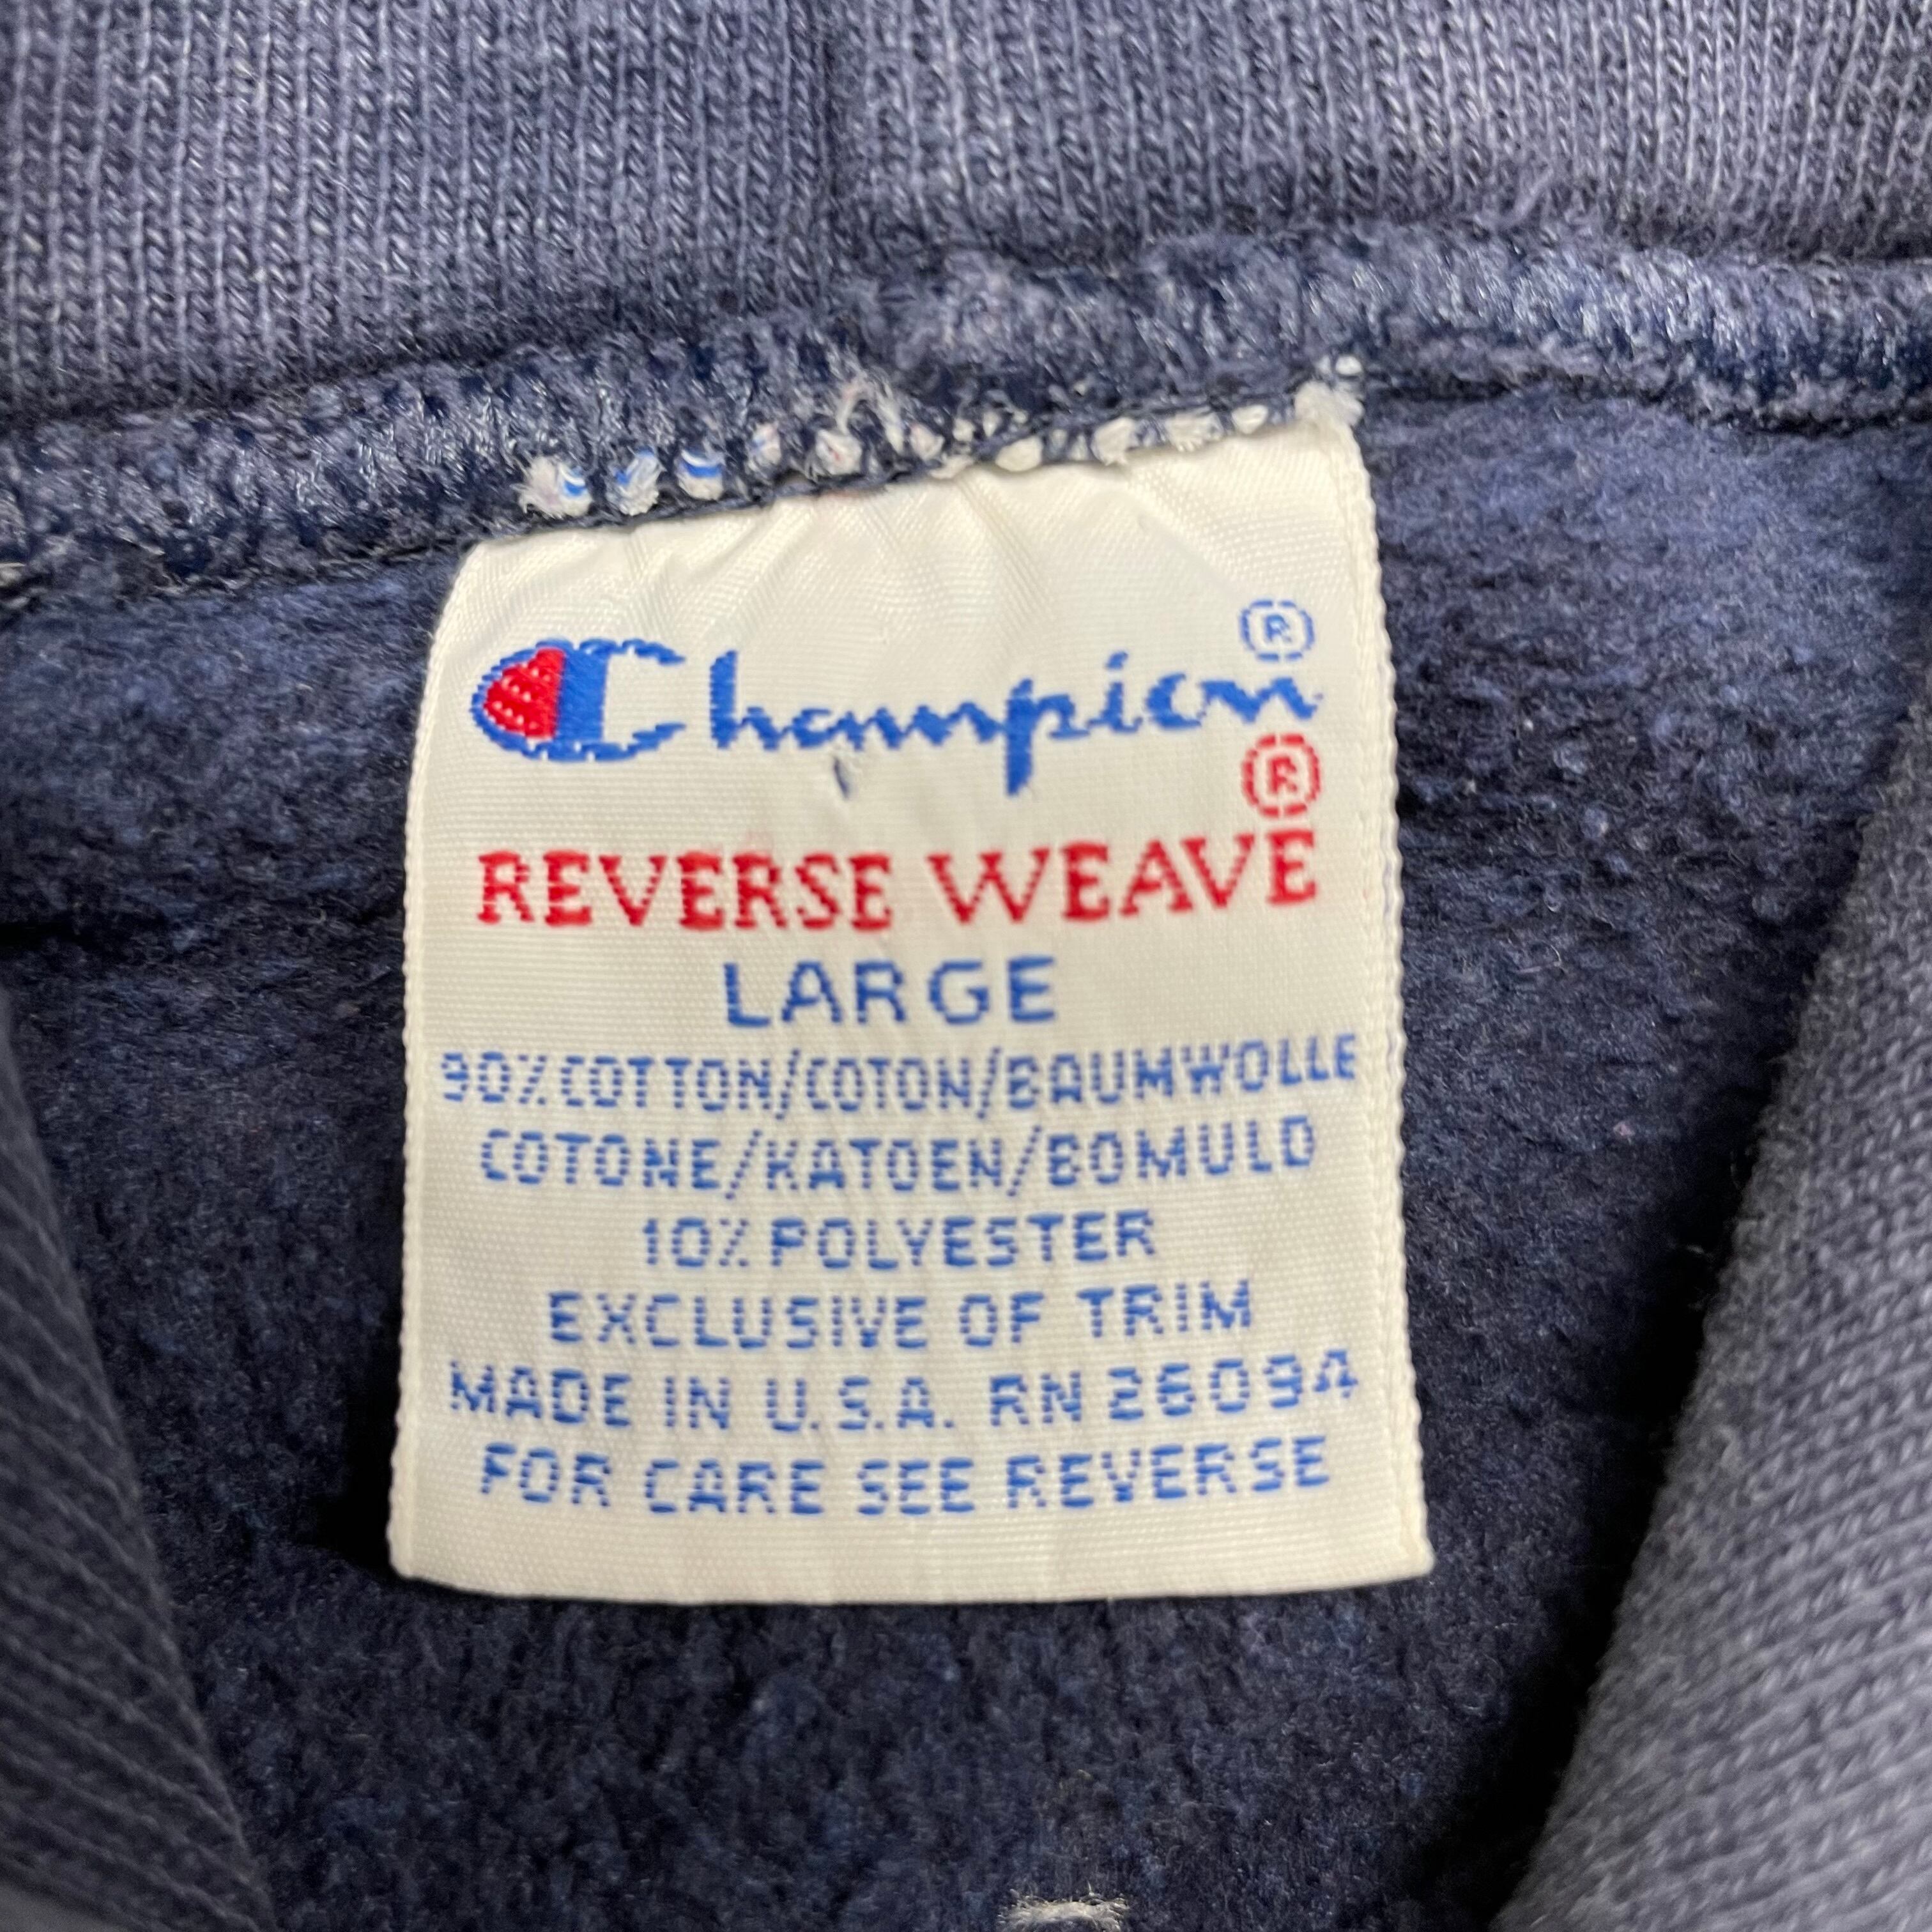 Champion®
®
REVERSE WEAVE
LARGE
90% COTTON/COTON/BAUMWOLLE
COTONE/KATOEN/BOMULD
10% POLYESTER
EXCLUSIVE OF TRIM
MADE IN U.S.A. RN 26094
FOR CARE SEE REVERSE